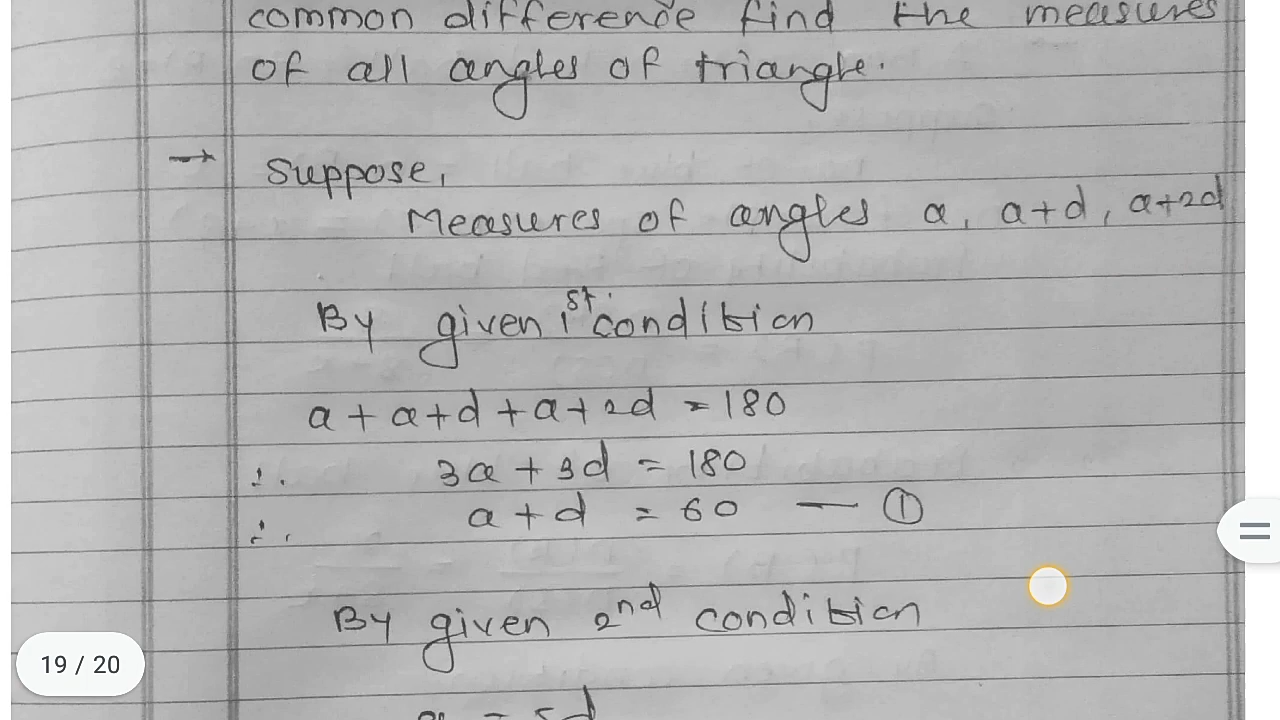 common difference find the measures
of all angles of triangle.
→ Suppose,
Measures of angles a, a+d, a+2d
By given 1st condition
a + a+d + a+2d = 180
∴ 3a + 3d = 180
∴ a + d = 60 — ①
By given 2nd condition
a = 5d
19 / 20